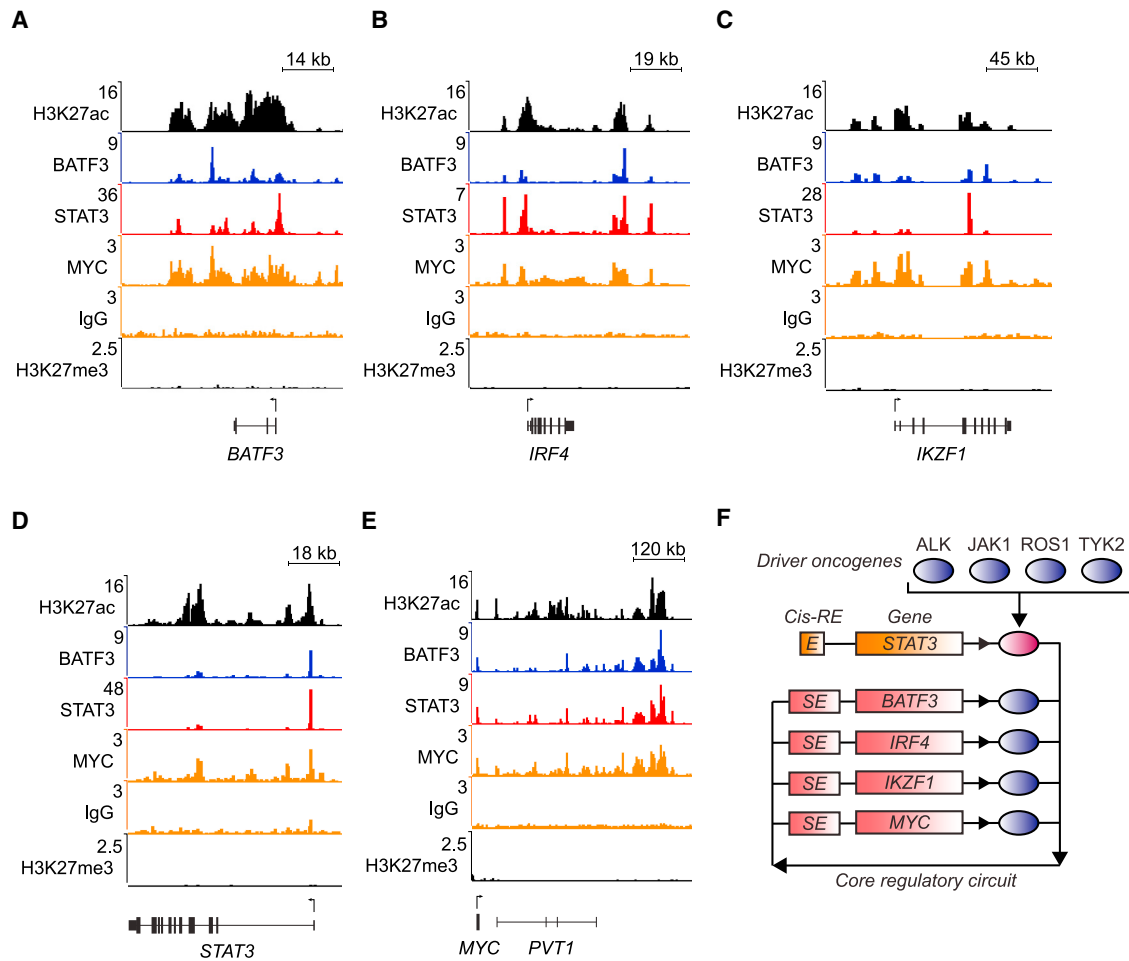 A
14 kb
16
H3K27ac
9
BATF3
36
STAT3
3
MYC
3
IgG
2.5
H3K27me3
BATF3
B
19 kb
16
H3K27ac
9
BATF3
7
STAT3
3
MYC
3
IgG
2.5
H3K27me3
IRF4
C
45 kb
16
H3K27ac
9
BATF3
28
STAT3
3
MYC
3
IgG
2.5
H3K27me3
IKZF1
D
18 kb
16
H3K27ac
9
BATF3
48
STAT3
3
MYC
3
IgG
2.5
H3K27me3
STAT3
E
120 kb
16
H3K27ac
9
BATF3
9
STAT3
3
MYC
3
IgG
2.5
H3K27me3
MYC PVT1
F
ALK JAK1 ROS1 TYK2
Driver oncogenes
Cis-RE Gene
E STAT3
SE BATF3
SE IRF4
SE IKZF1
SE MYC
Core regulatory circuit